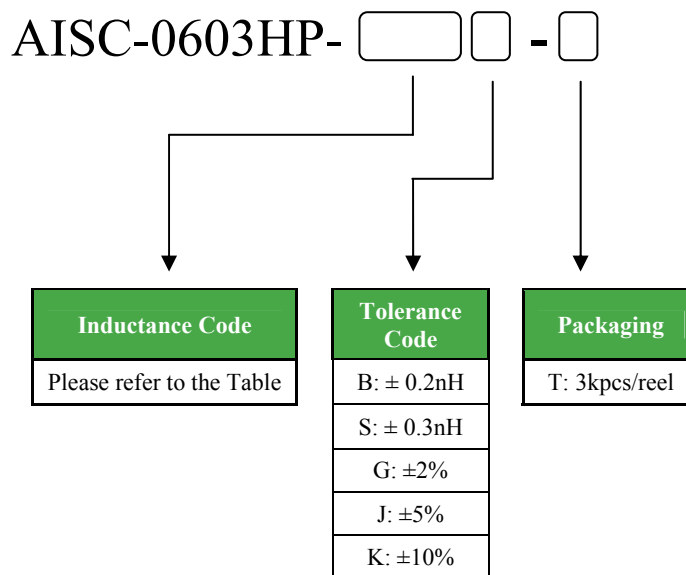 AISC-0603HP- -
Inductance Code
Please refer to the Table
Tolerance
Code
B: ± 0.2nH
S: ± 0.3nH
G: ±2%
J: ±5%
K: ±10%
Packaging
T: 3kpcs/reel